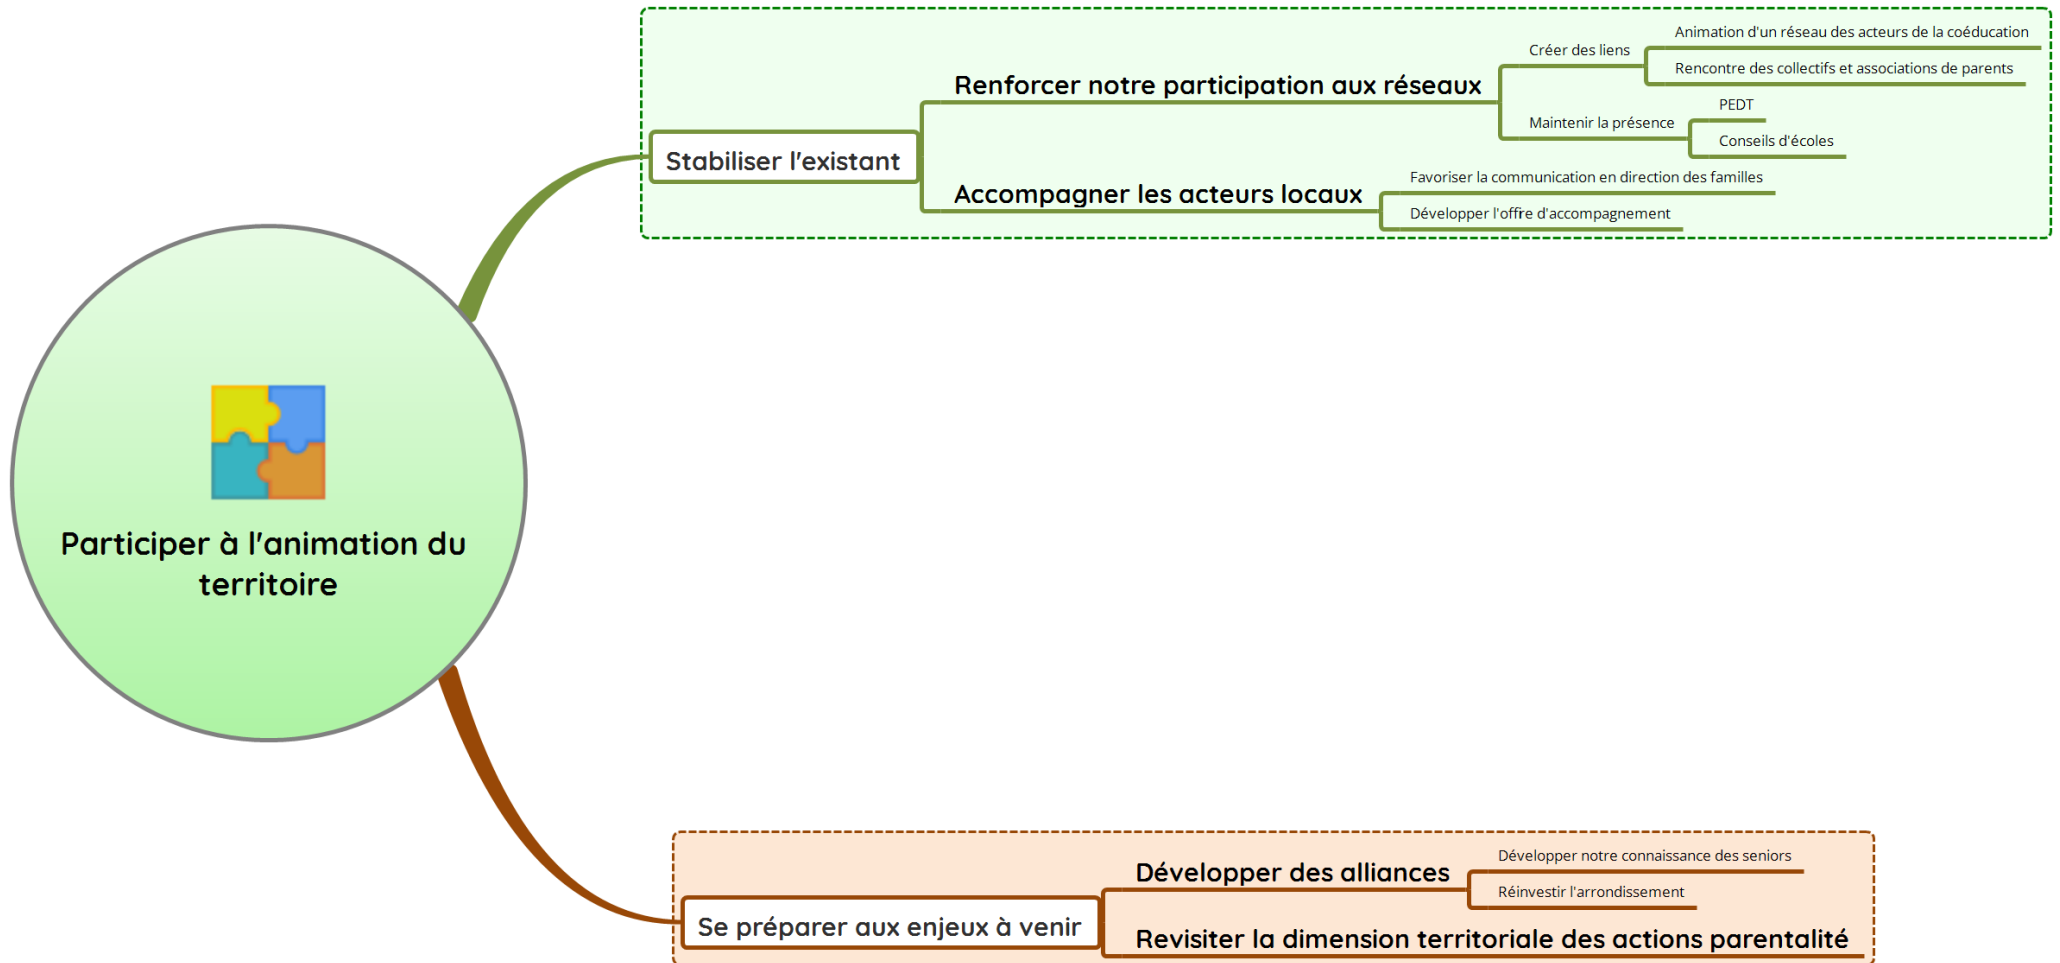 Participer à l'animation du
territoire
Stabiliser l'existant
Renforcer notre participation aux réseaux
Créer des liens
Animation d'un réseau des acteurs de la coéducation
Rencontre des collectifs et associations de parents
Maintenir la présence
PEDT
Conseils d'écoles
Accompagner les acteurs locaux
Favoriser la communication en direction des familles
Développer l'offre d'accompagnement
Se préparer aux enjeux à venir
Développer des alliances
Développer notre connaissance des seniors
Réinvestir l'arrondissement
Revisiter la dimension territoriale des actions parentalité